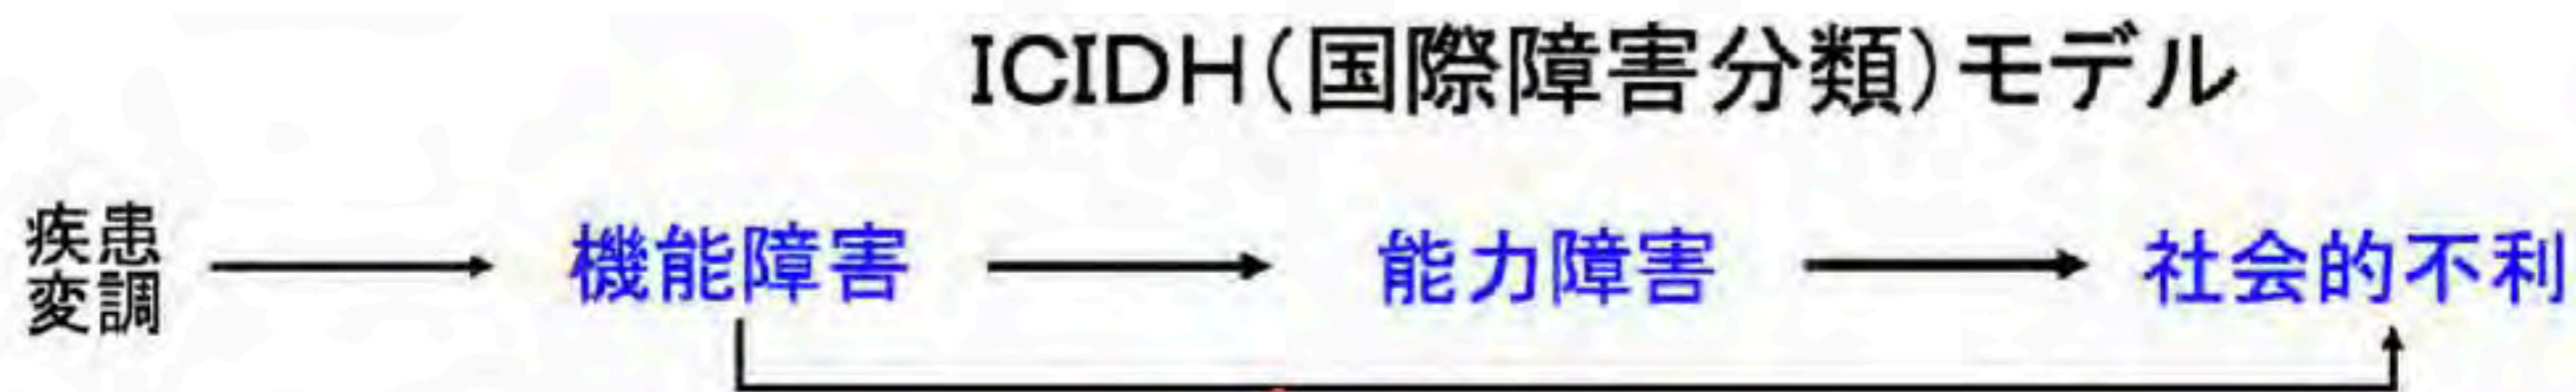 ICIDH(国際障害分類)モデル
疾患
変調
機能障害
能力障害
社会的不利